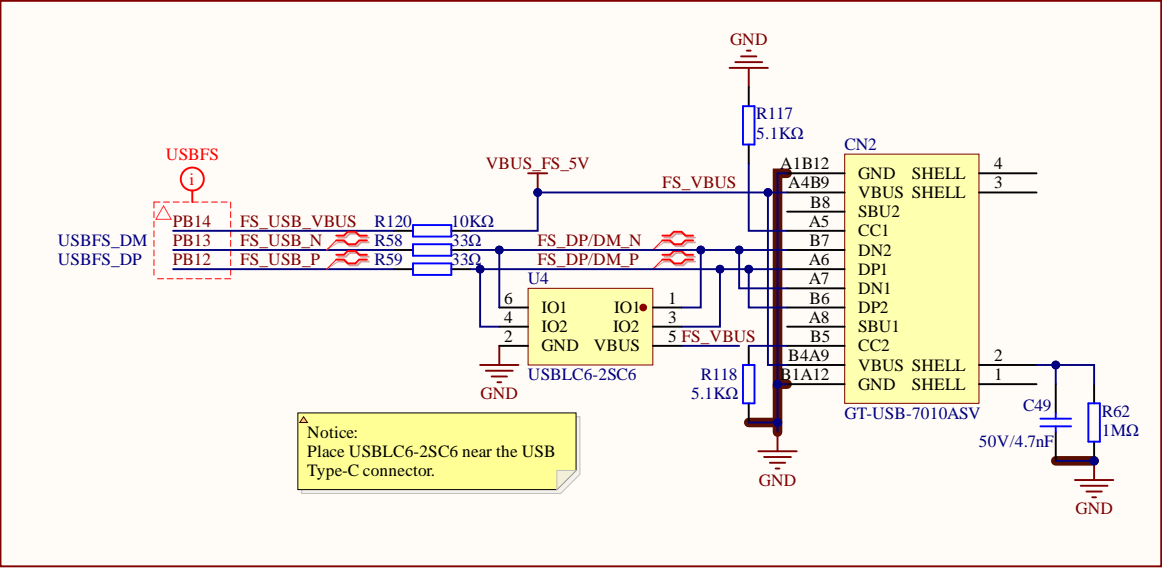 GND
R117
5.1KΩ
CN2
USBFS
i
VBUS_FS_5V
FS_VBUS
A1B12
GND
SHELL
4
A4B9
VBUS
SHELL
3
B8
SBU2
PB14
FS_USB_VBUS
R120
10KΩ
A5
CC1
USBFS_DM
PB13
FS_USB_N
R58
33Ω
FS_DP/DM_N
B7
DN2
USBFS_DP
PB12
FS_USB_P
R59
33Ω
FS_DP/DM_P
A6
DP1
U4
A7
DN1
6
IO1
IO1
1
B6
DP2
4
IO2
IO2
3
A8
SBU1
2
GND
VBUS
5
FS_VBUS
B5
CC2
B4A9
VBUS
SHELL
2
GND
USBLC6-2SC6
R118
5.1KΩ
B1A12
GND
SHELL
1
GT-USB-7010ASV
C49
50V/4.7nF
R62
1MΩ
Notice:
Place USBLC6-2SC6 near the USB
Type-C connector.
GND
GND